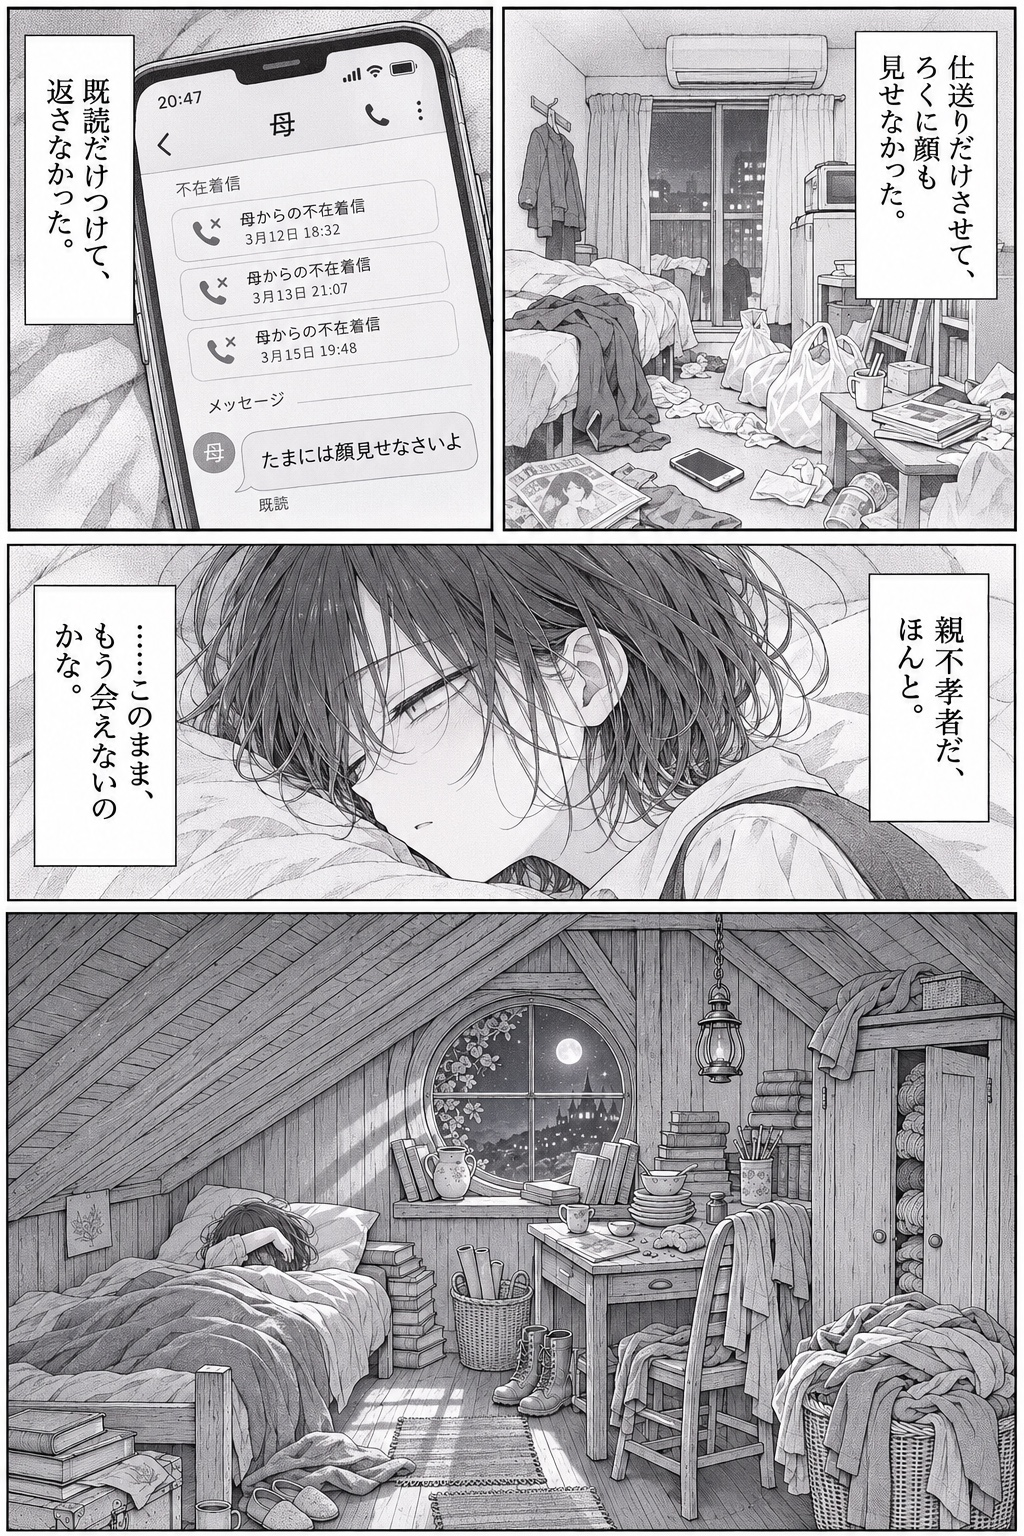 仕送りだけさせて、
ろくに顔も
見せなかった。
既読だけつけて、
返さなかった。
20:47
母
不在着信
母からの不在着信
3月12日 18:32
母からの不在着信
3月13日 21:07
母からの不在着信
3月15日 19:48
メッセージ
母
たまには顔見せなさいよ
既読
親不孝者だ、
ほんと。
……このまま、
もう会えないの
かな。